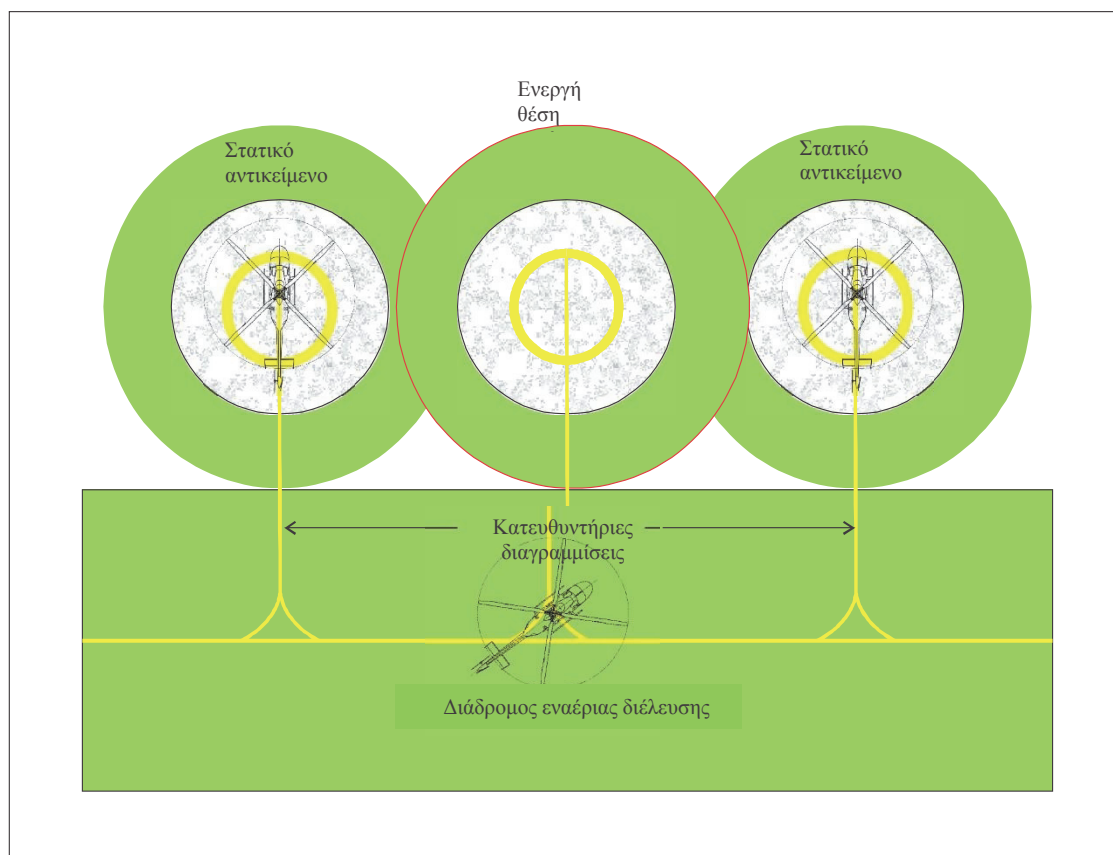 Ενεργή
θέση
Στατικό
αντικείμενο
Στατικό
αντικείμενο
Κατευθυντήριες
διαγραμμίσεις
Διάδρομος εναέριας διέλευσης